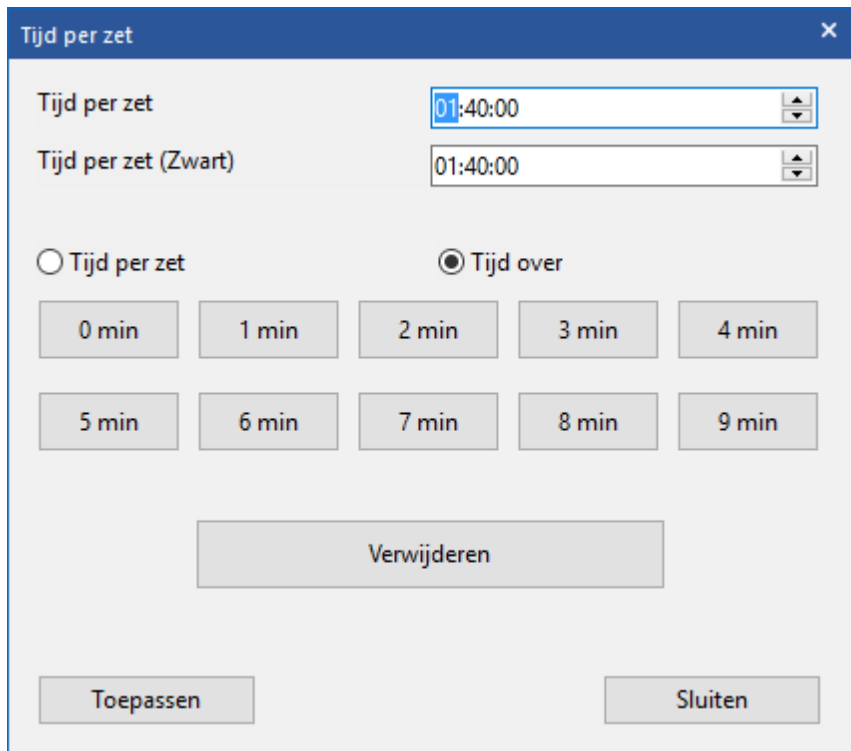 Tijd per zet
Tijd per zet 01:40:00
Tijd per zet (Zwart) 01:40:00
Tijd per zet Tijd over
0 min 1 min 2 min 3 min 4 min
5 min 6 min 7 min 8 min 9 min
Verwijderen
Toepassen Sluiten